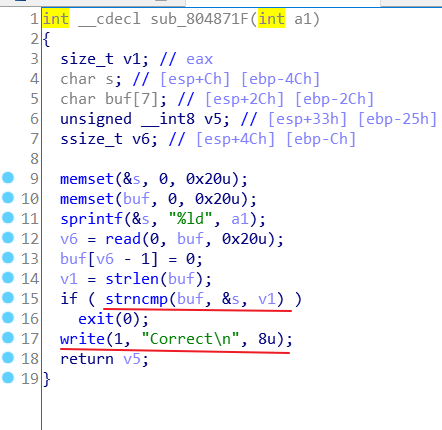 1 int __cdecl sub_804871F(int a1)
2 {
3 size_t v1; // eax
4 char s; // [esp+Ch] [ebp-4Ch]
5 char buf[7]; // [esp+2Ch] [ebp-2Ch]
6 unsigned __int8 v5; // [esp+33h] [ebp-25h]
7 ssize_t v6; // [esp+4Ch] [ebp-Ch]
8
9 memset(&s, 0, 0x20u);
10 memset(buf, 0, 0x20u);
11 sprintf(&s, "%ld", a1);
12 v6 = read(0, buf, 0x20u);
13 buf[v6 - 1] = 0;
14 v1 = strlen(buf);
15 if ( strncmp(buf, &s, v1) )
16 exit(0);
17 write(1, "Correct\n", 8u);
18 return v5;
19 }